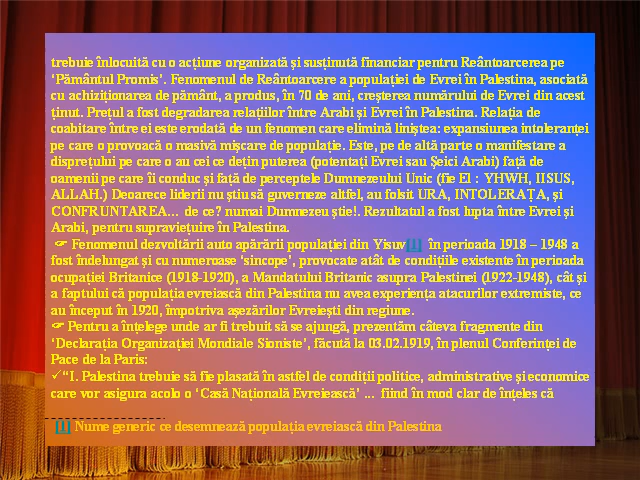 trebuie înlocuită cu o acțiune organizată și susținută financiar pentru Reântoarcerea pe
‘Pământul Promis’. Fenomenul de Reântoarcere a populației de Evrei în Palestina, asociată
cu achiziționarea de pământ, a produs, în 70 de ani, creșterea numărului de Evrei din acest
ținut. Prețul a fost degradarea relațiilor între Arabi și Evrei în Palestina. Relația de
coabitare între ei este erodată de un fenomen care elimină liniștea: expansiunea intoleranței
pe care o provoacă o masivă mișcare de populație. Este, pe de altă parte o manifestare a
disprețului pe care o au cei ce dețin puterea (potentați Evrei sau Șeici Arabi) față de
oamenii pe care îi conduc și față de perceptele Dumnezeului Unic (fie El : YHWH, IISUS,
ALLAH.) Deoarece liderii nu știu să guverneze altfel, au folsit URA, INTOLERAȚA, și
CONFRUNTAREA… de ce? numai Dumnezeu știe!. Rezultatul a fost lupta între Evrei și
Arabi, pentru supraviețuire în Palestina.
☞ Fenomenul dezvoltării auto apărării populației din Yisuv[1] în perioada 1918 – 1948 a
fost îndelungat și cu numeroase ‘sincope’, provocate atât de condițiile existente în perioada
ocupației Britanice (1918-1920), a Mandatului Britanic asupra Palestinei (1922-1948), cât și
a faptului că populația evreiască din Palestina nu avea experiența atacurilor extremiste, ce
au început în 1920, împotriva așezărilor Evreiești din regiune.
☞ Pentru a înțelege unde ar fi trebuit să se ajungă, prezentăm câteva fragmente din
‘Declarația Organizației Mondiale Sioniste’, făcută la 03.02.1919, în plenul Conferinței de
Pace de la Paris:
✓“I. Palestina trebuie să fie plasată în astfel de condiții politice, administrative și economice
care vor asigura acolo o ‘Casă Națională Evreiească’ … fiind în mod clar de înțeles că
[1] Nume generic ce desemnează populația evreiască din Palestina